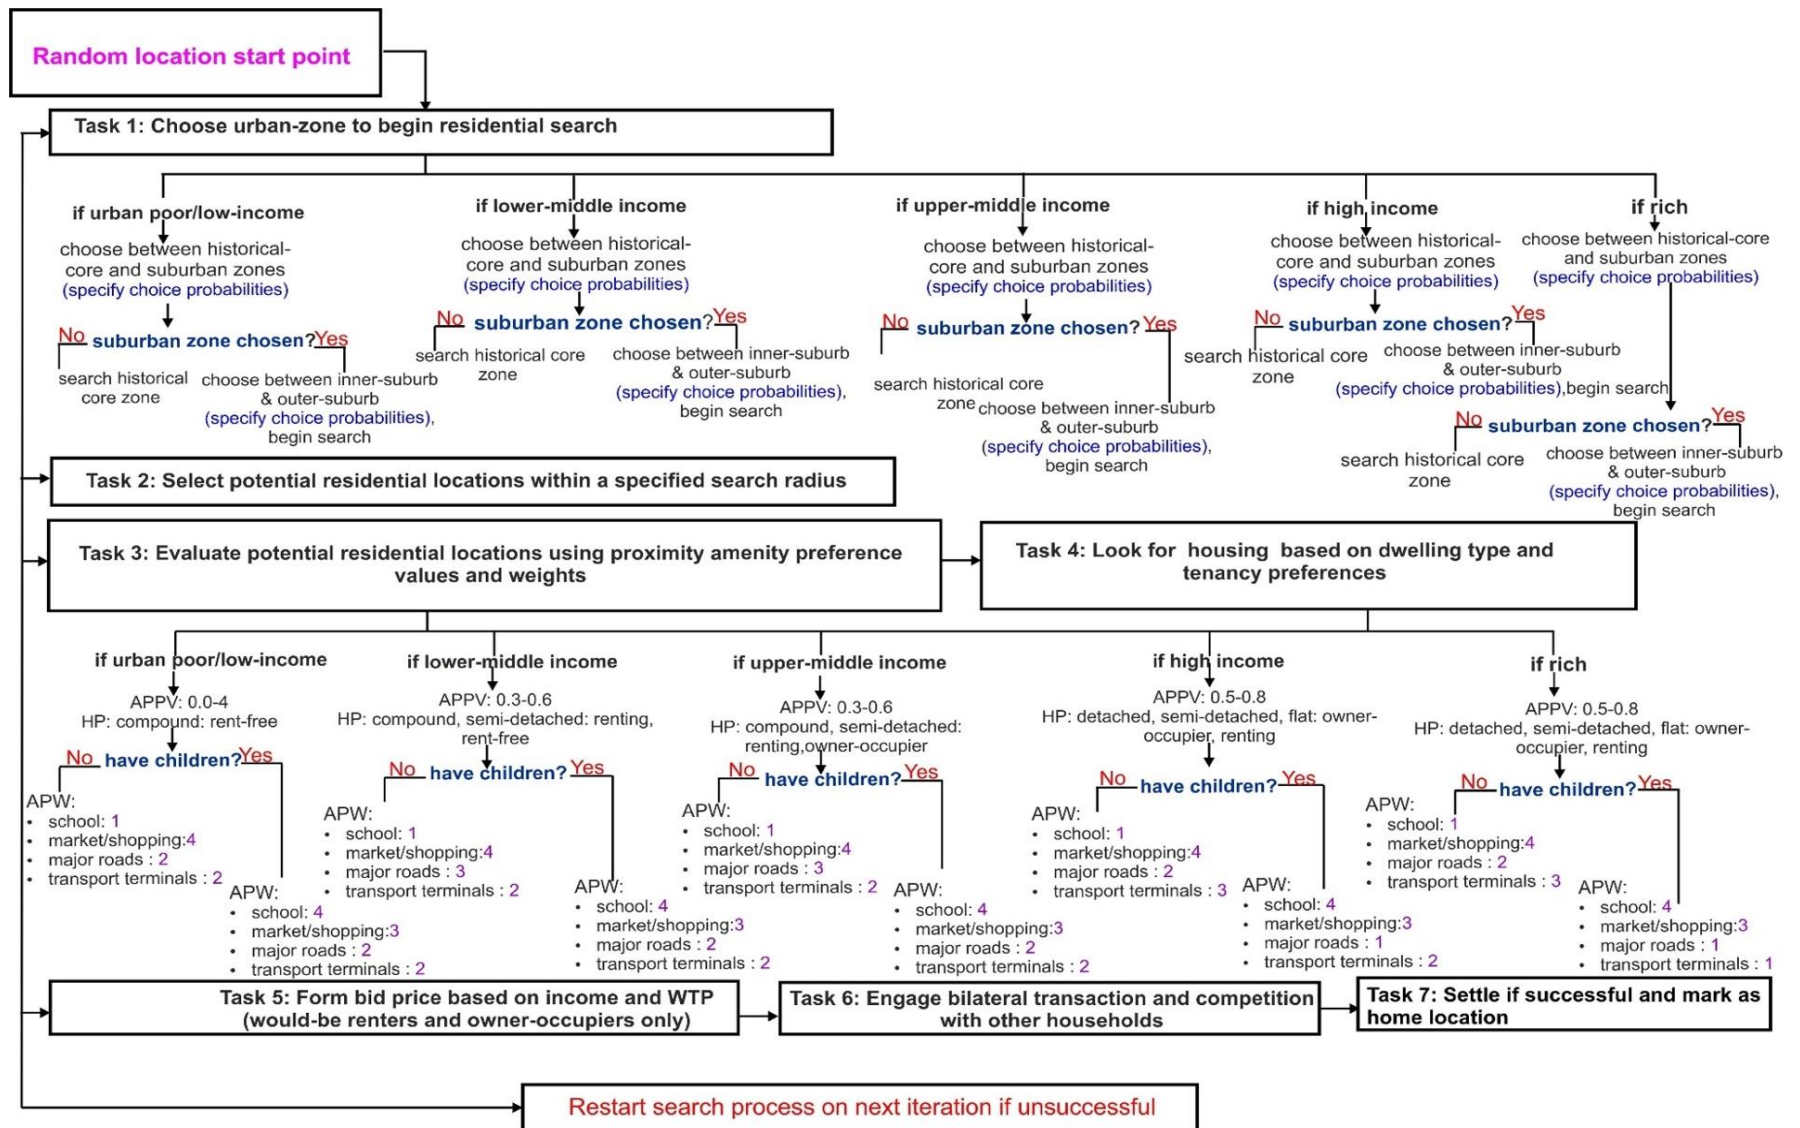 Random location start point
Task 1: Choose urban-zone to begin residential search
if urban poor/low-income
choose between historical-
core and suburban zones
(specify choice probabilities)
No suburban zone chosen? Yes
search historical
core zone
choose between inner-suburb
& outer-suburb
(specify choice probabilities),
begin search
if lower-middle income
choose between historical-
core and suburban zones
(specify choice probabilities)
No suburban zone chosen? Yes
search historical core
zone
choose between inner-suburb
& outer-suburb
(specify choice probabilities),
begin search
if upper-middle income
choose between historical-
core and suburban zones
(specify choice probabilities)
No suburban zone chosen? Yes
search historical core
zone
choose between inner-suburb
& outer-suburb
(specify choice probabilities),
begin search
if high income
choose between historical-
core and suburban zones
(specify choice probabilities)
No suburban zone chosen? Yes
search historical core
zone
choose between inner-suburb
& outer-suburb
(specify choice probabilities),begin search
if rich
choose between historical-core
and suburban zones
(specify choice probabilities)
No suburban zone chosen? Yes
search historical core
zone
choose between inner-suburb
& outer-suburb
(specify choice probabilities),
begin search
Task 2: Select potential residential locations within a specified search radius
Task 3: Evaluate potential residential locations using proximity amenity preference
values and weights
Task 4: Look for housing based on dwelling type and
tenancy preferences
if urban poor/low-income
APPV: 0.0-4
HP: compound: rent-free
No have children? Yes
APW:
• school: 1
• market/shopping:4
• major roads : 2
• transport terminals : 2
APW:
• school: 4
• market/shopping:3
• major roads : 2
• transport terminals : 2
if lower-middle income
APPV: 0.3-0.6
HP: compound, semi-detached: renting,
rent-free
No have children? Yes
APW:
• school: 1
• market/shopping:4
• major roads : 3
• transport terminals : 2
APW:
• school: 4
• market/shopping:3
• major roads : 2
• transport terminals : 2
if upper-middle income
APPV: 0.3-0.6
HP: compound, semi-detached:
renting,owner-occupier
No have children? Yes
APW:
• school: 1
• market/shopping:4
• major roads : 3
• transport terminals : 2
APW:
• school: 4
• market/shopping:3
• major roads : 2
• transport terminals : 2
if high income
APPV: 0.5-0.8
HP: detached, semi-detached, flat: owner-
occupier, renting
No have children? Yes
APW:
• school: 1
• market/shopping:4
• major roads : 2
• transport terminals : 3
APW:
• school: 4
• market/shopping:3
• major roads : 1
• transport terminals : 2
if rich
APPV: 0.5-0.8
HP: detached, semi-detached, flat: owner-
occupier, renting
No have children? Yes
APW:
• school: 1
• market/shopping:4
• major roads : 2
• transport terminals : 3
APW:
• school: 4
• market/shopping:3
• major roads : 1
• transport terminals : 1
Task 5: Form bid price based on income and WTP
(would-be renters and owner-occupiers only)
Task 6: Engage bilateral transaction and competition
with other households
Task 7: Settle if successful and mark as
home location
Restart search process on next iteration if unsuccessful